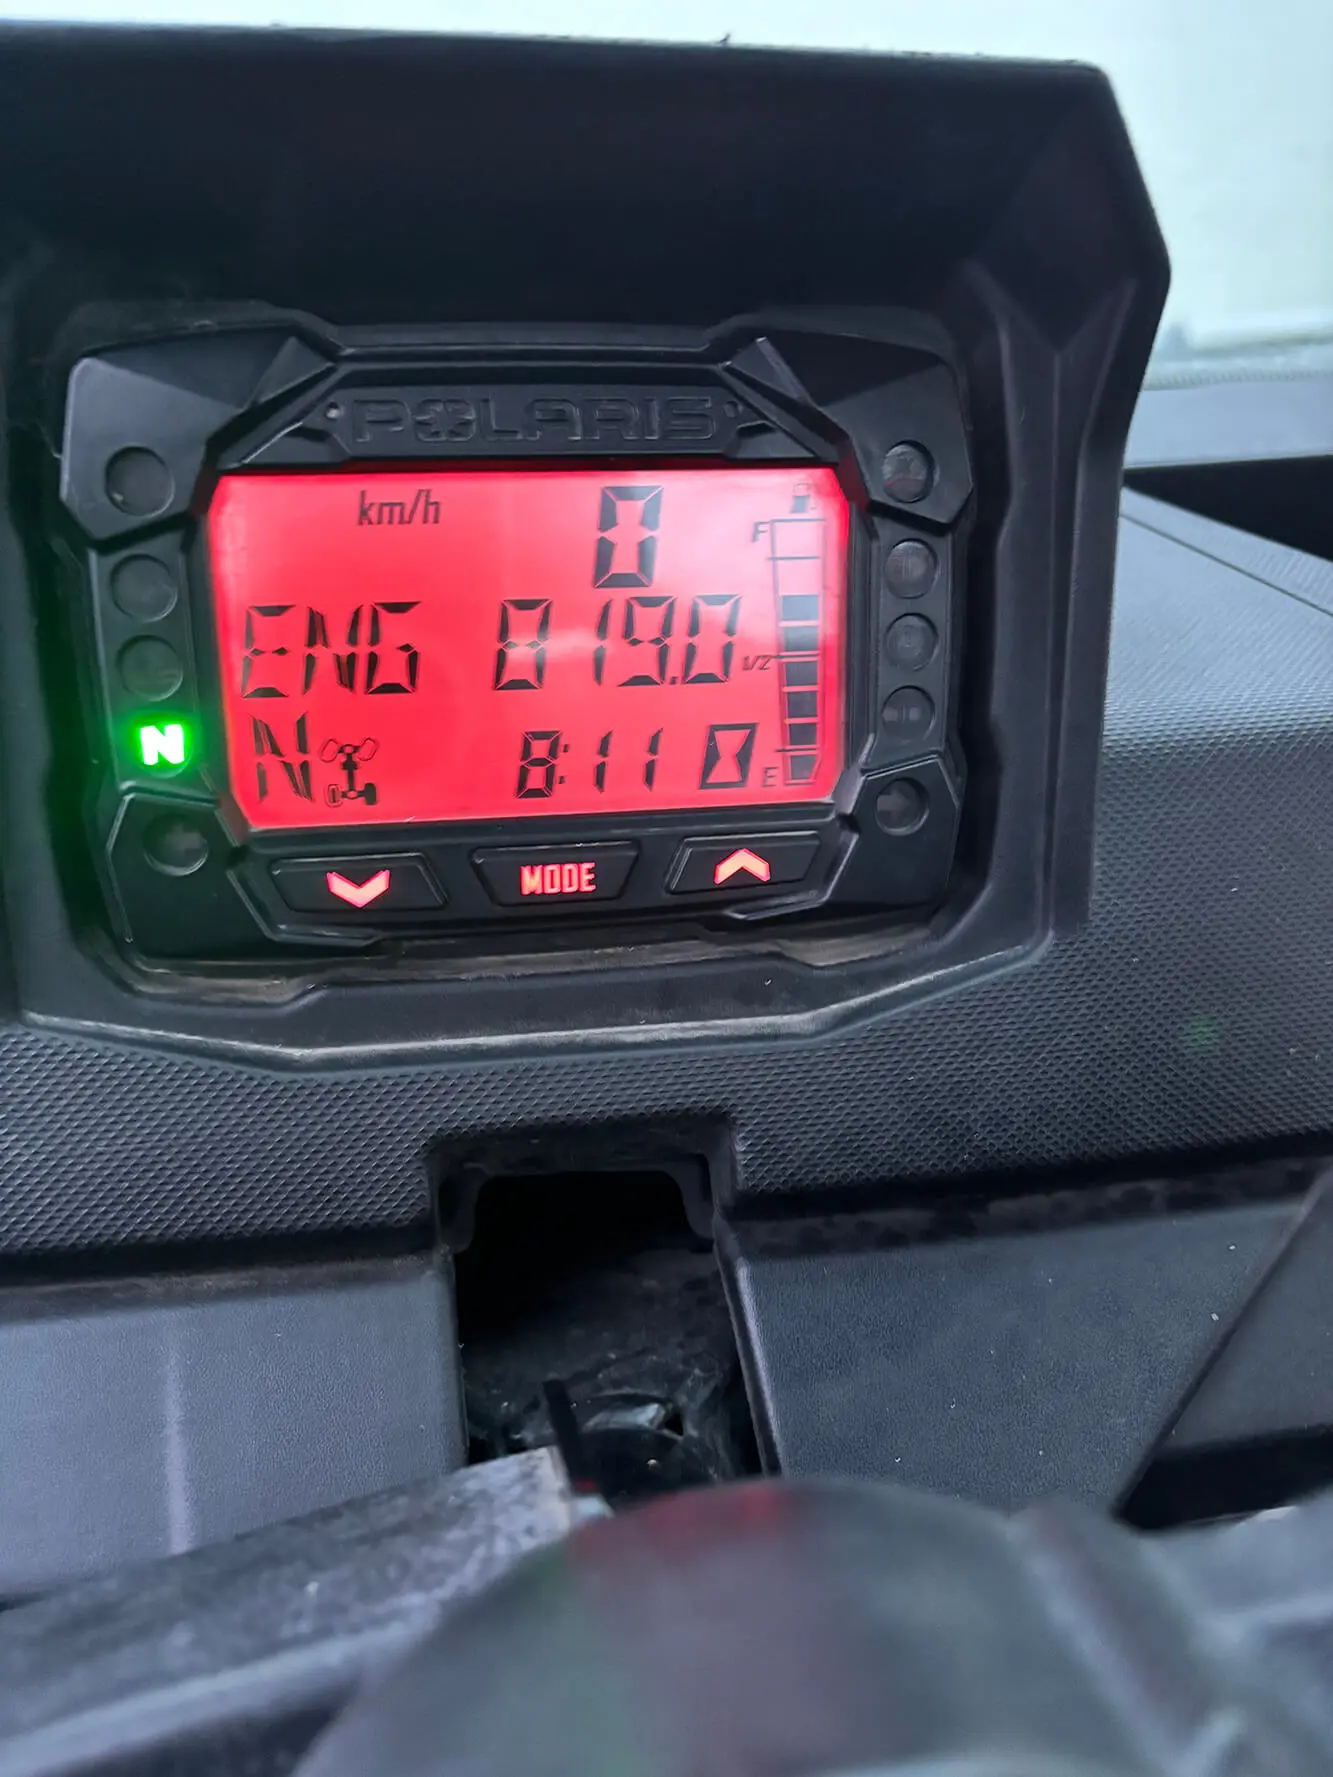 POLARIS
km/h 0
F
ENG 819.0
1/2
N 8:11
E
N
MODE